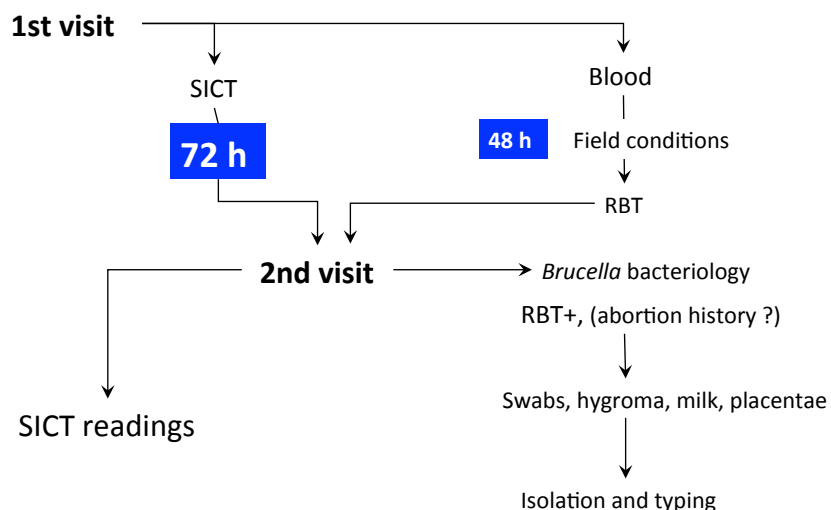 1st visit
SICT
Blood
72 h
48 h
Field conditions
RBT
2nd visit
Brucella bacteriology
RBT+, (abortion history ?)
Swabs, hygroma, milk, placentae
SICT readings
Isolation and typing